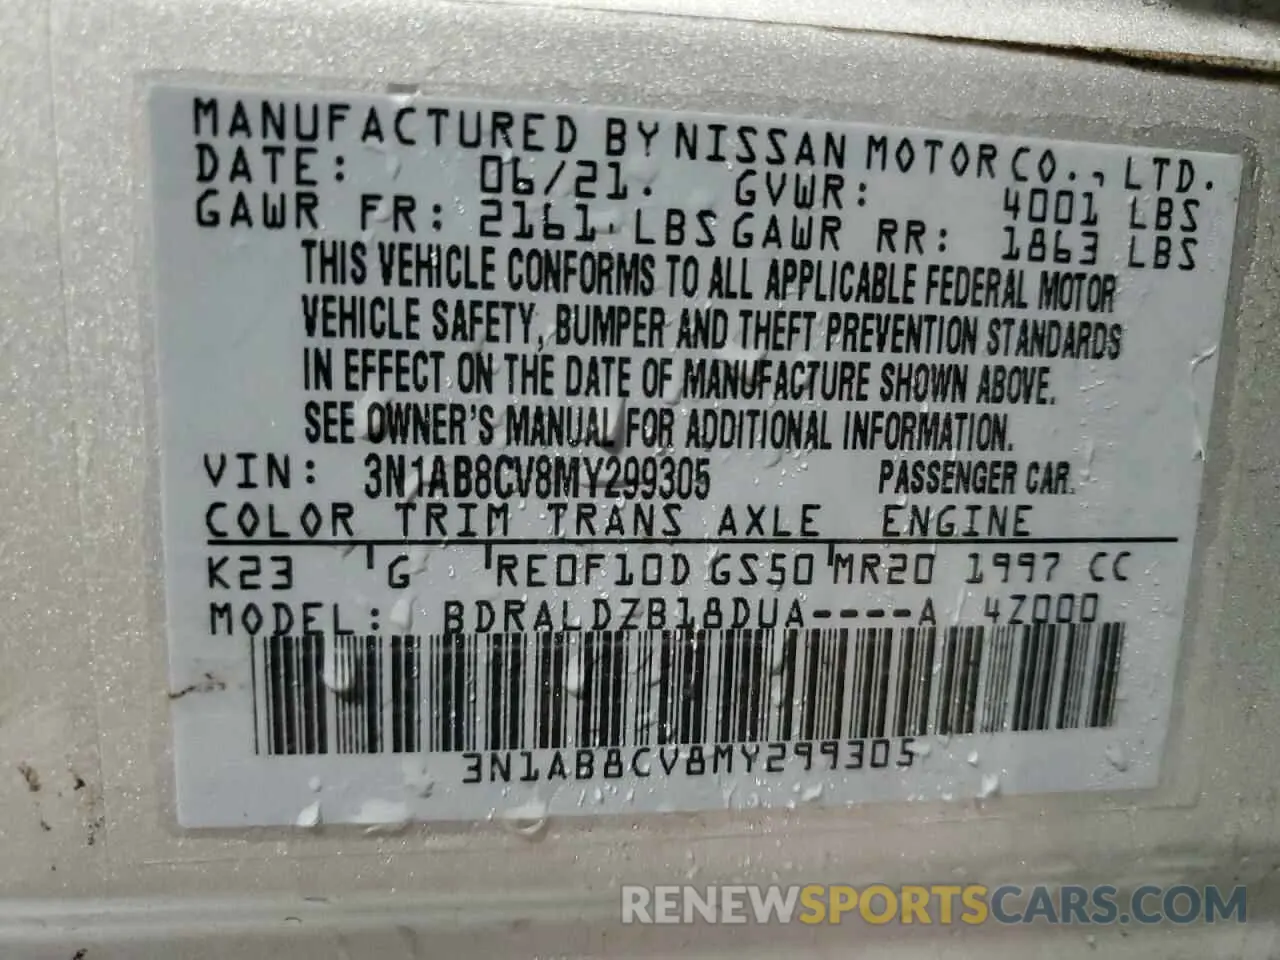 MANUFACTURED BY NISSAN MOTOR CO., LTD.
DATE: 06/21. GVWR: 4001 LBS
GAWR FR: 2161 LBS GAWR RR: 1863 LBS
THIS VEHICLE CONFORMS TO ALL APPLICABLE FEDERAL MOTOR
VEHICLE SAFETY, BUMPER AND THEFT PREVENTION STANDARDS
IN EFFECT ON THE DATE OF MANUFACTURE SHOWN ABOVE.
SEE OWNER'S MANUAL FOR ADDITIONAL INFORMATION.
VIN: 3N1AB8CV8MY299305 PASSENGER CAR
COLOR TRIM TRANS AXLE ENGINE
K23 G RE0F10D GS50 MR20 1997 CC
MODEL: BDRALDZB18DUA----A 4Z000
3N1AB8CV8MY299305
RENEWSPORTSCARS.COM